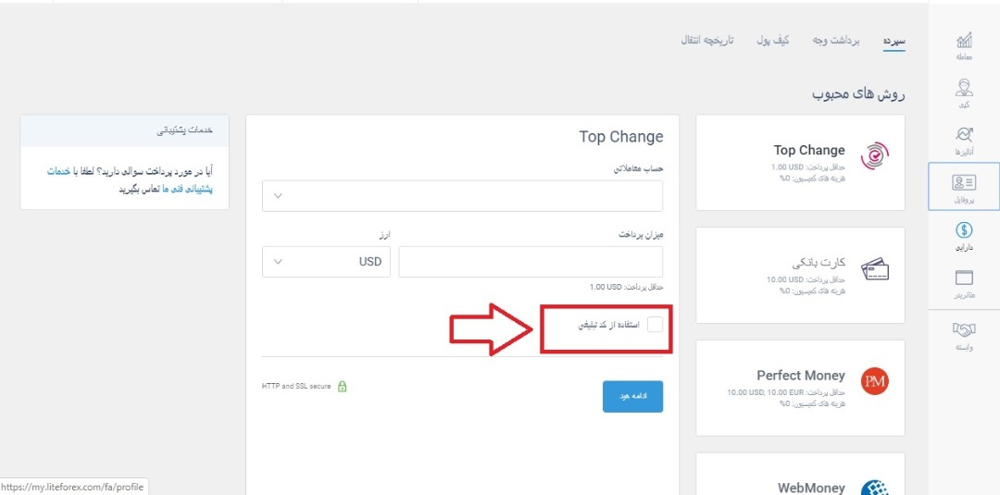 سپرده
برداشت وجه
کیف پول
تاریخچه انتقال
معامله
کپی
آنالیزها
پروفایل
دارایی
متاتریدر
وابسته
روش های محبوب
Top Change
حداقل پرداخت: 1.00 USD
هزینه های کمیسیون: 0%
کارت بانکی
حداقل پرداخت: 10.00 USD
هزینه های کمیسیون: 0%
Perfect Money
حداقل پرداخت: 10.00 USD, 10.00 EUR
هزینه های کمیسیون: 0%
WebMoney
Top Change
حساب معاملاتی
میزان پرداخت
ارز
USD
حداقل پرداخت: 1.00 USD
استفاده از کد تبلیغی
ادامه هید
HTTP and SSL secure
خدمات پشتیبانی
آیا در مورد پرداخت سوالی دارید؟ لطفا با خدمات
پشتیبانی فنی ما تماس بگیرید
https://my.liteforex.com/fa/profile